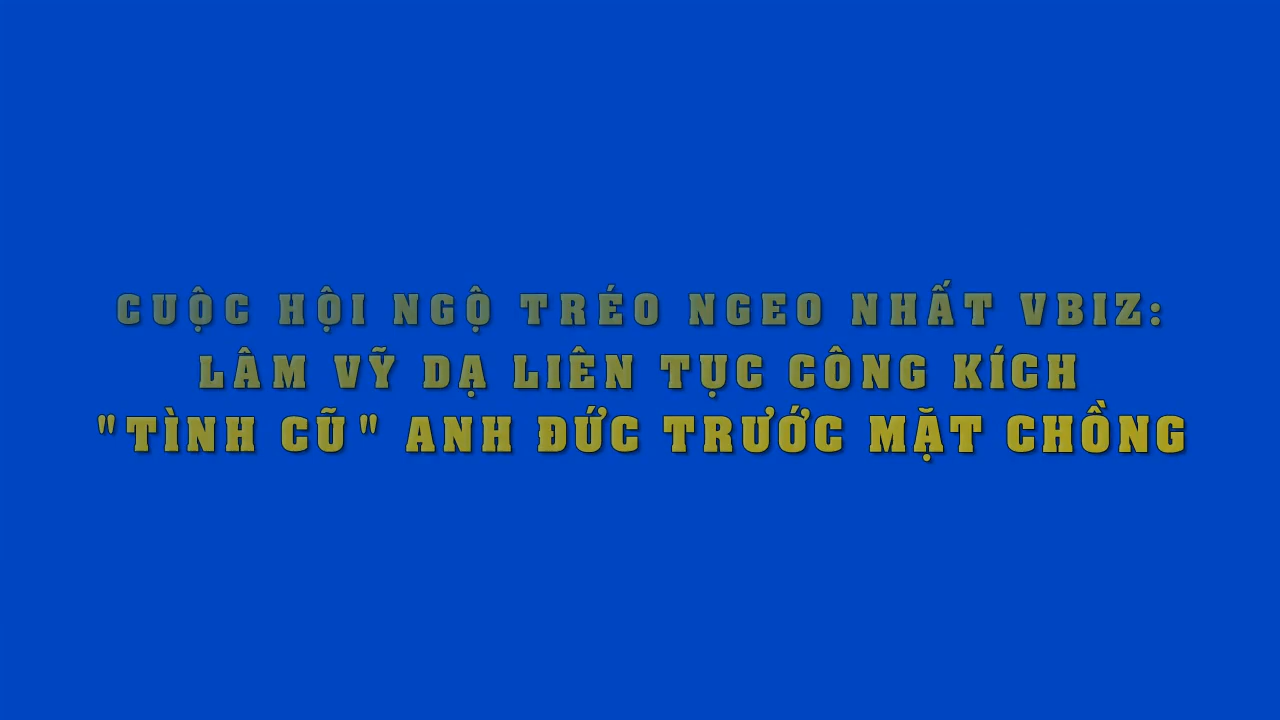 CUỘC HỘI NGỘ TRÉO NGEO NHẤT VBIZ:
LÂM VỸ DẠ LIÊN TỤC CÔNG KÍCH
"TÌNH CŨ" ANH ĐỨC TRƯỚC MẶT CHỒNG